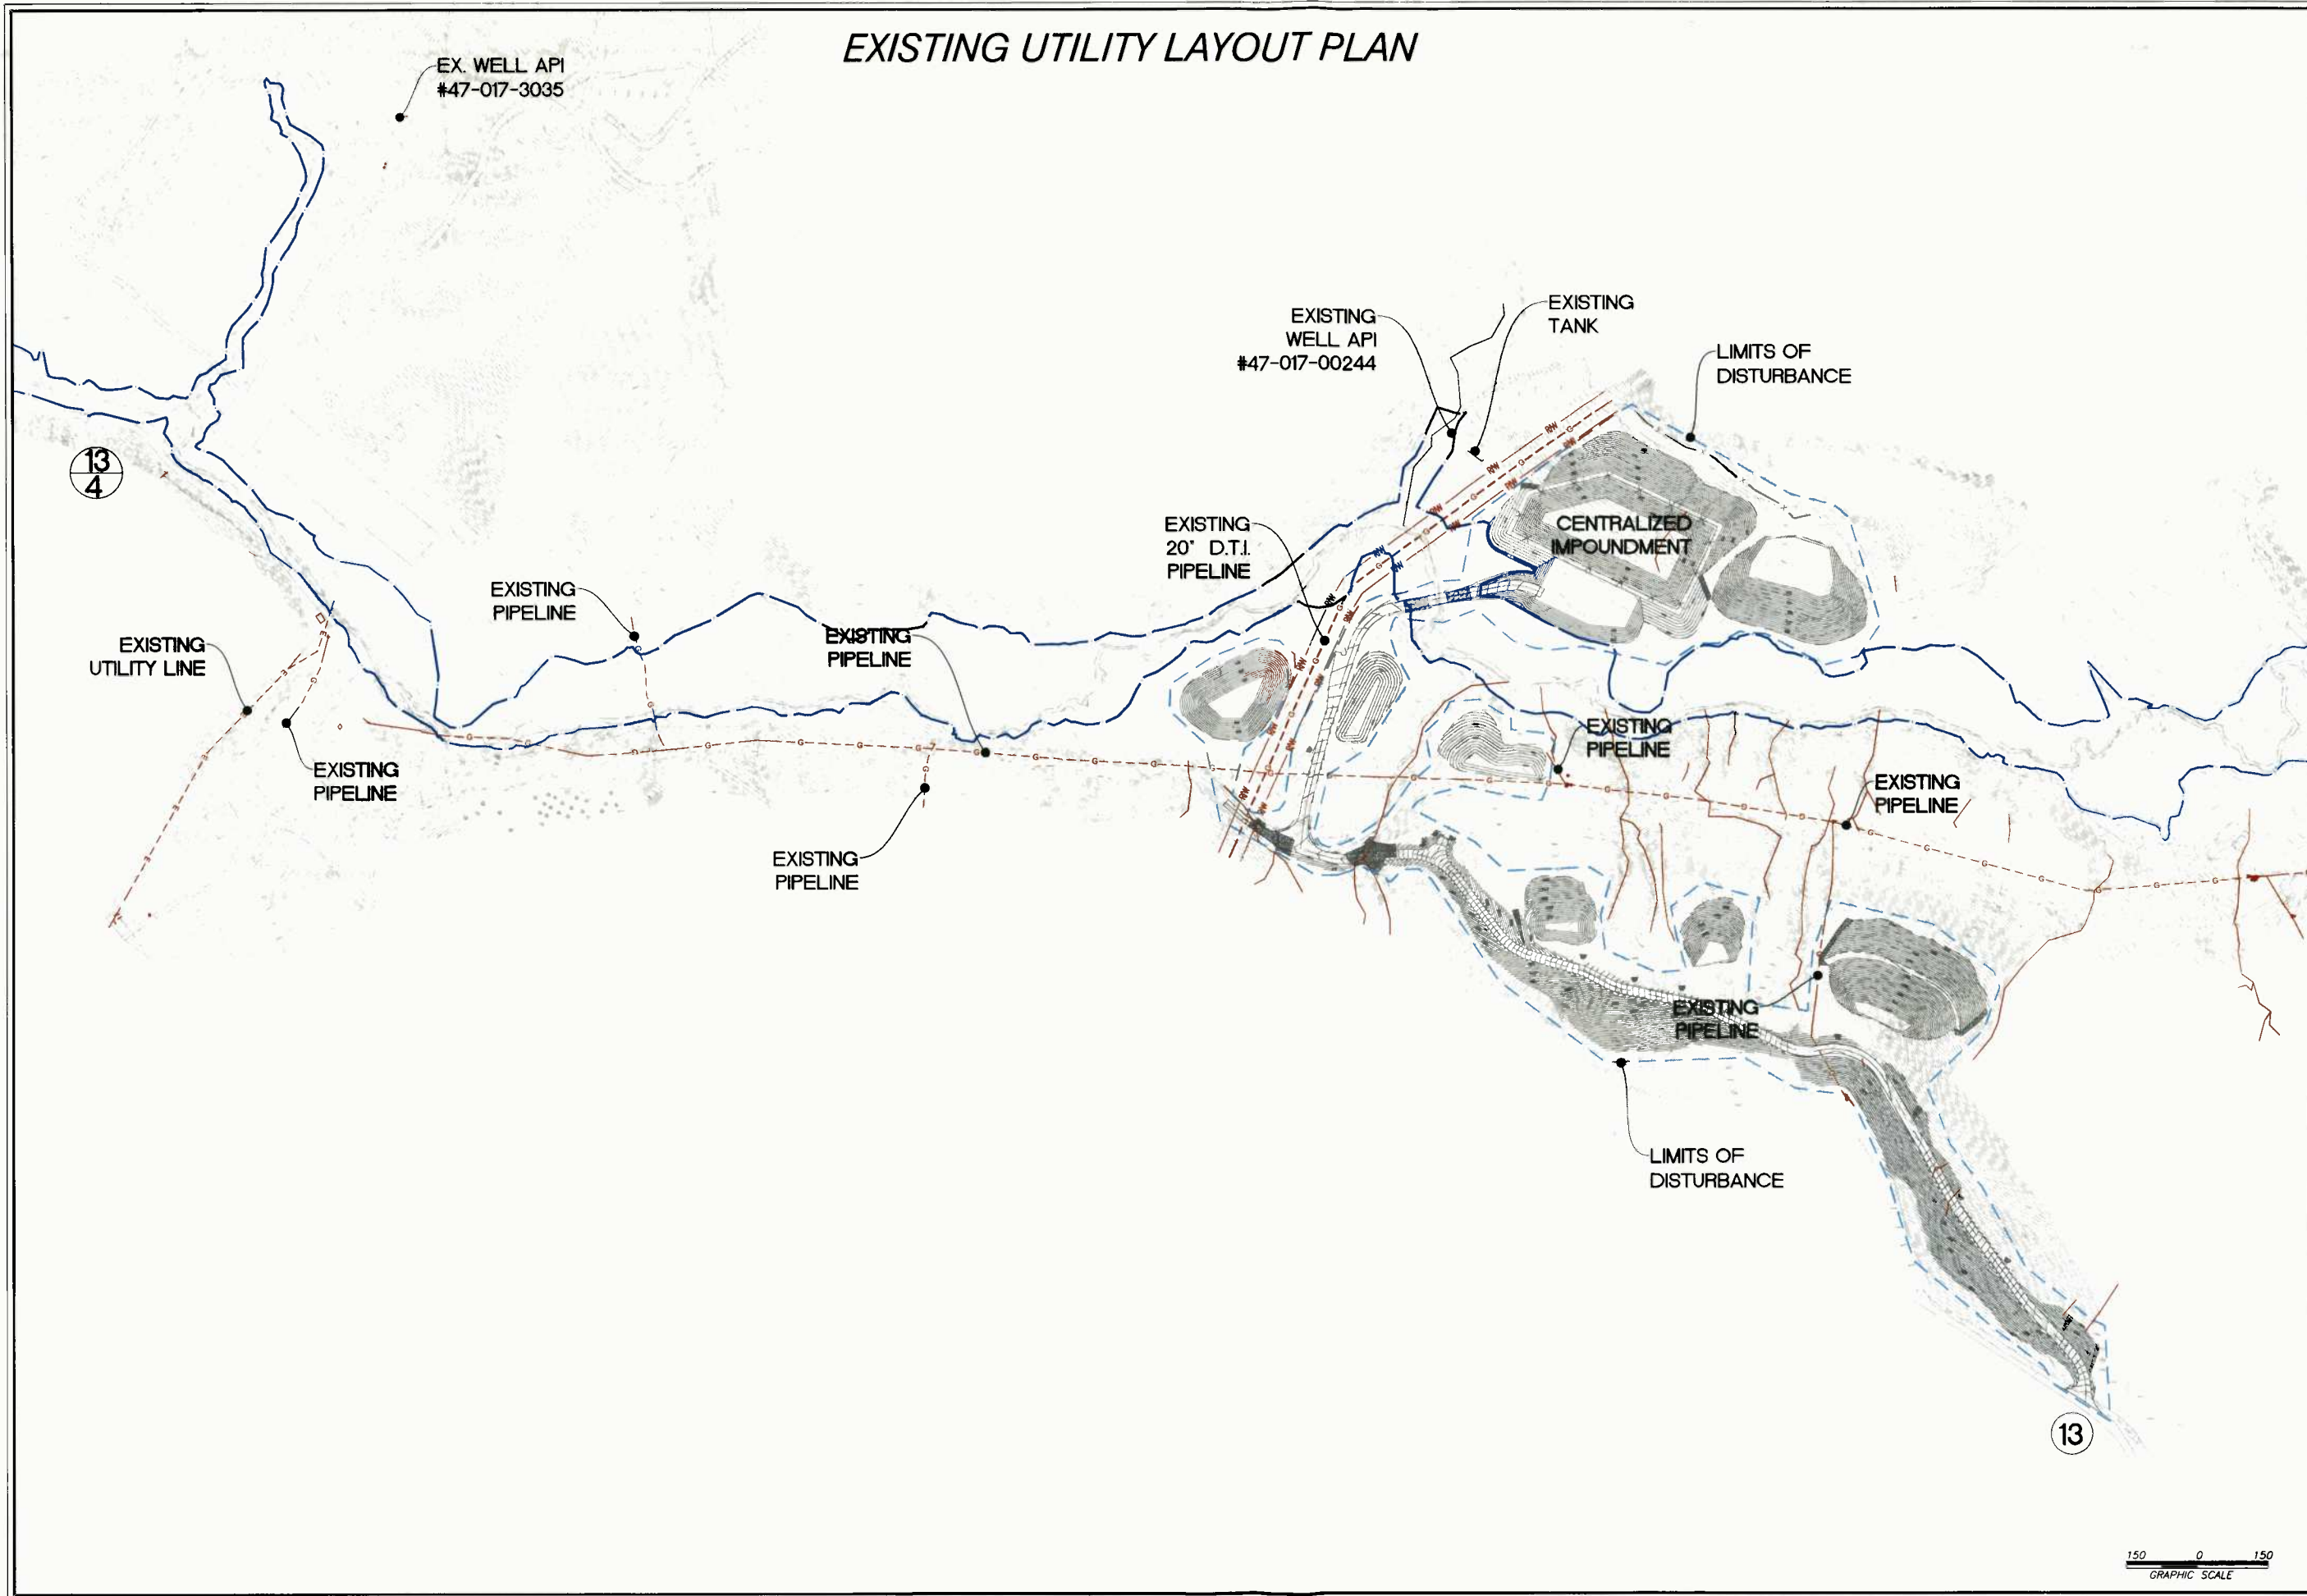 EXISTING UTILITY LAYOUT PLAN
EX. WELL API
#47-017-3035
EXISTING
WELL API
#47-017-00244
EXISTING
TANK
LIMITS OF
DISTURBANCE
13
4
EXISTING
20" D.T.I.
PIPELINE
CENTRALIZED
IMPOUNDMENT
EXISTING
PIPELINE
EXISTING
PIPELINE
EXISTING
UTILITY LINE
EXISTING
PIPELINE
EXISTING
PIPELINE
EXISTING
PIPELINE
EXISTING
PIPELINE
EXISTING
PIPELINE
LIMITS OF
DISTURBANCE
13
150 0 150
GRAPHIC SCALE